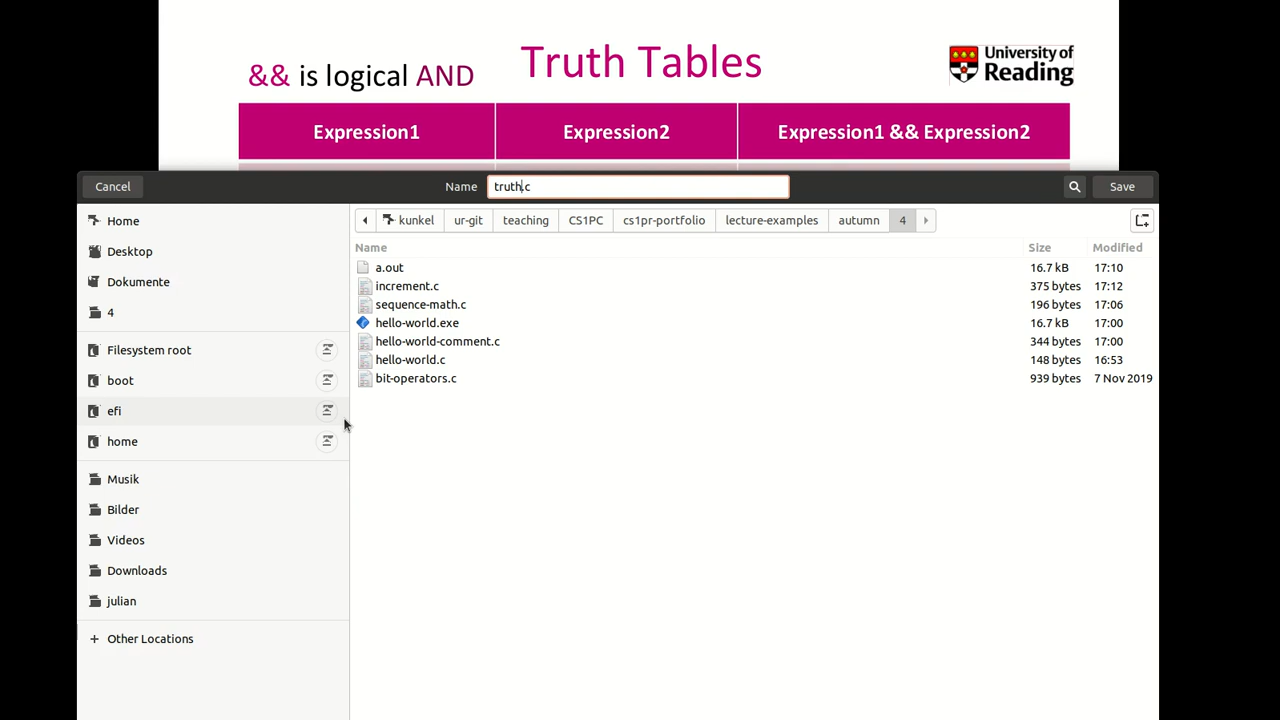 Truth Tables
&& is logical AND
University of
Reading
Expression1 Expression2 Expression1 && Expression2
Cancel Name truth.c Save
Home
Desktop
Dokumente
4
Filesystem root
boot
efi
home
Musik
Bilder
Videos
Downloads
julian
+ Other Locations
kunkel ur-git teaching CS1PC cs1pr-portfolio lecture-examples autumn 4
Name Size Modified
a.out 16.7 kB 17:10
increment.c 375 bytes 17:12
sequence-math.c 196 bytes 17:06
hello-world.exe 16.7 kB 17:00
hello-world-comment.c 344 bytes 17:00
hello-world.c 148 bytes 16:53
bit-operators.c 939 bytes 7 Nov 2019